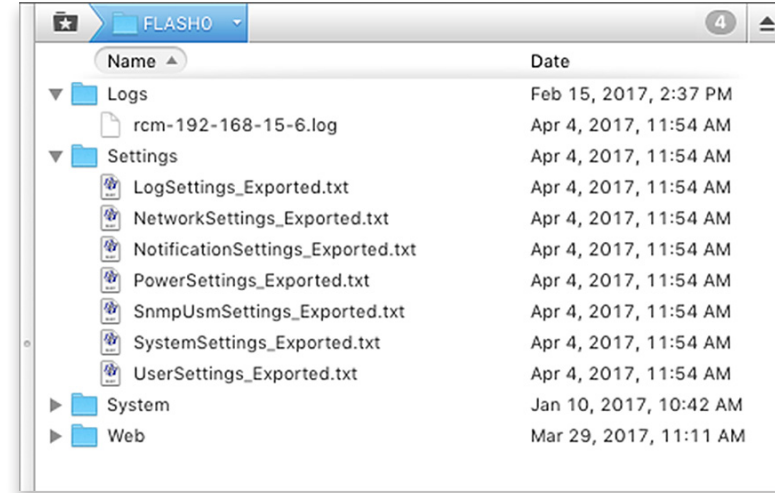 FLASH0 4
Name Date
Logs Feb 15, 2017, 2:37 PM
rcm-192-168-15-6.log Apr 4, 2017, 11:54 AM
Settings Apr 4, 2017, 11:54 AM
LogSettings_Exported.txt Apr 4, 2017, 11:54 AM
NetworkSettings_Exported.txt Apr 4, 2017, 11:54 AM
NotificationSettings_Exported.txt Apr 4, 2017, 11:54 AM
PowerSettings_Exported.txt Apr 4, 2017, 11:54 AM
SnmpUsmSettings_Exported.txt Apr 4, 2017, 11:54 AM
SystemSettings_Exported.txt Apr 4, 2017, 11:54 AM
UserSettings_Exported.txt Apr 4, 2017, 11:54 AM
System Jan 10, 2017, 10:42 AM
Web Mar 29, 2017, 11:11 AM